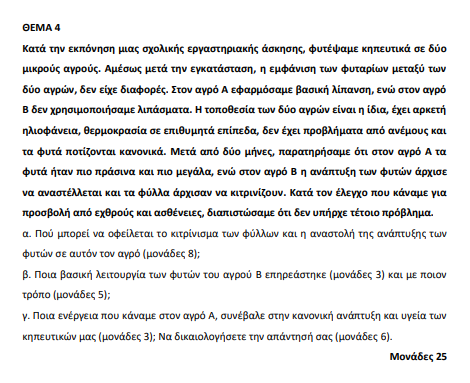 ΘΕΜΑ 4
Κατά την εκπόνηση μιας σχολικής εργαστηριακής άσκησης, φυτέψαμε κηπευτικά σε δύο
μικρούς αγρούς. Αμέσως μετά την εγκατάσταση, η εμφάνιση των φυταρίων μεταξύ των
δύο αγρών, δεν είχε διαφορές. Στον αγρό Α εφαρμόσαμε βασική λίπανση, ενώ στον αγρό
Β δεν χρησιμοποιήσαμε λιπάσματα. Η τοποθεσία των δύο αγρών είναι η ίδια, έχει αρκετή
ηλιοφάνεια, θερμοκρασία σε επιθυμητά επίπεδα, δεν έχει προβλήματα από ανέμους και
τα φυτά ποτίζονται κανονικά. Μετά από δύο μήνες, παρατηρήσαμε ότι στον αγρό Α τα
φυτά ήταν πιο πράσινα και πιο μεγάλα, ενώ στον αγρό Β η ανάπτυξη των φυτών άρχισε
να αναστέλλεται και τα φύλλα άρχισαν να κιτρινίζουν. Κατά τον έλεγχο που κάναμε για
προσβολή από εχθρούς και ασθένειες, διαπιστώσαμε ότι δεν υπήρχε τέτοιο πρόβλημα.
α. Πού μπορεί να οφείλεται το κιτρίνισμα των φύλλων και η αναστολή της ανάπτυξης των
φυτών σε αυτόν τον αγρό (μονάδες 8);
β. Ποια βασική λειτουργία των φυτών του αγρού Β επηρεάστηκε (μονάδες 3) και με ποιον
τρόπο (μονάδες 5);
γ. Ποια ενέργεια που κάναμε στον αγρό Α, συνέβαλε στην κανονική ανάπτυξη και υγεία των
κηπευτικών μας (μονάδες 3); Να δικαιολογήσετε την απάντησή σας (μονάδες 6).
Μονάδες 25